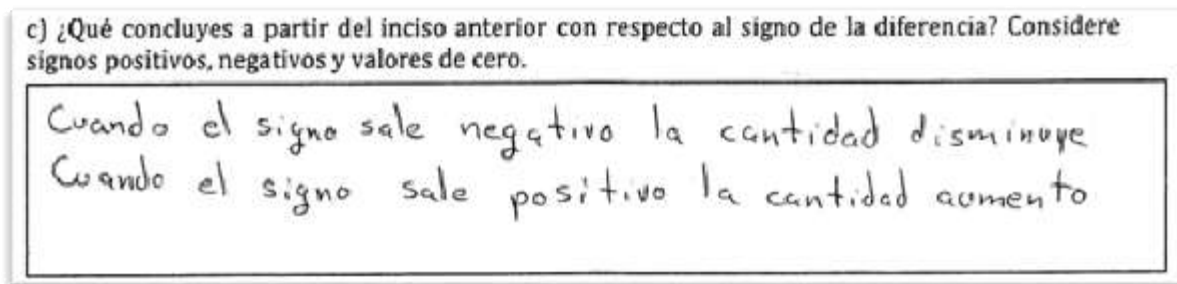 c) ¿Qué concluyes a partir del inciso anterior con respecto al signo de la diferencia? Considere
signos positivos, negativos y valores de cero.
Cuando el signo sale negativo la cantidad disminuye
Cuando el signo sale positivo la cantidad aumento